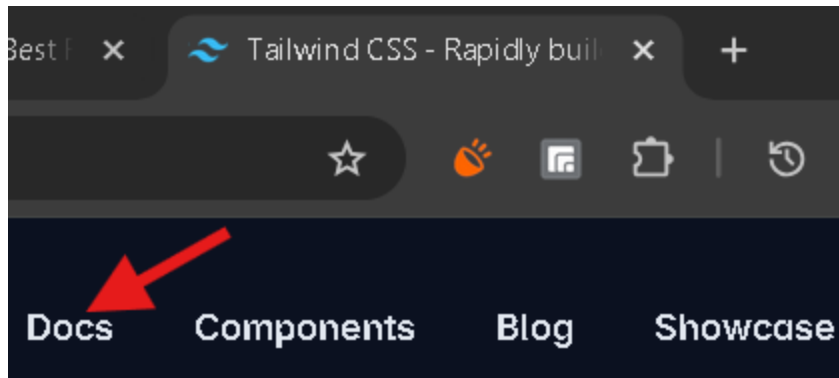 Best
Tailwind CSS - Rapidly buil
Docs Components Blog Showcase